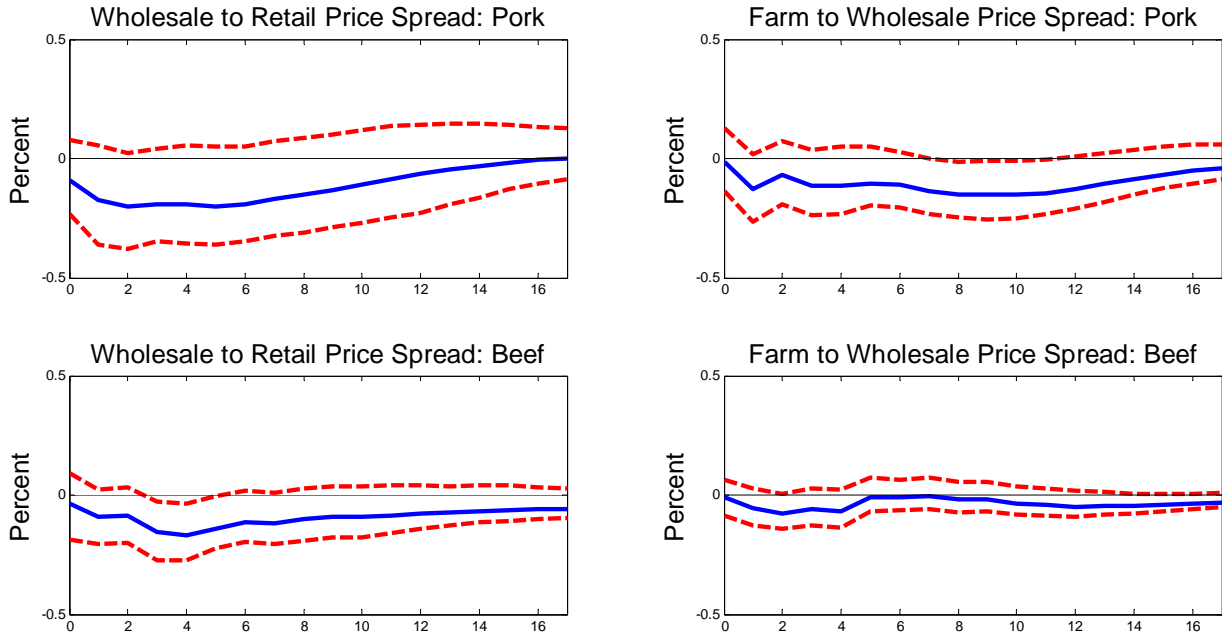 Wholesale to Retail Price Spread: Pork
0.5
0
-0.5
Percent
0 2 4 6 8 10 12 14 16
Farm to Wholesale Price Spread: Pork
0.5
0
-0.5
Percent
0 2 4 6 8 10 12 14 16
Wholesale to Retail Price Spread: Beef
0.5
0
-0.5
Percent
0 2 4 6 8 10 12 14 16
Farm to Wholesale Price Spread: Beef
0.5
0
-0.5
Percent
0 2 4 6 8 10 12 14 16